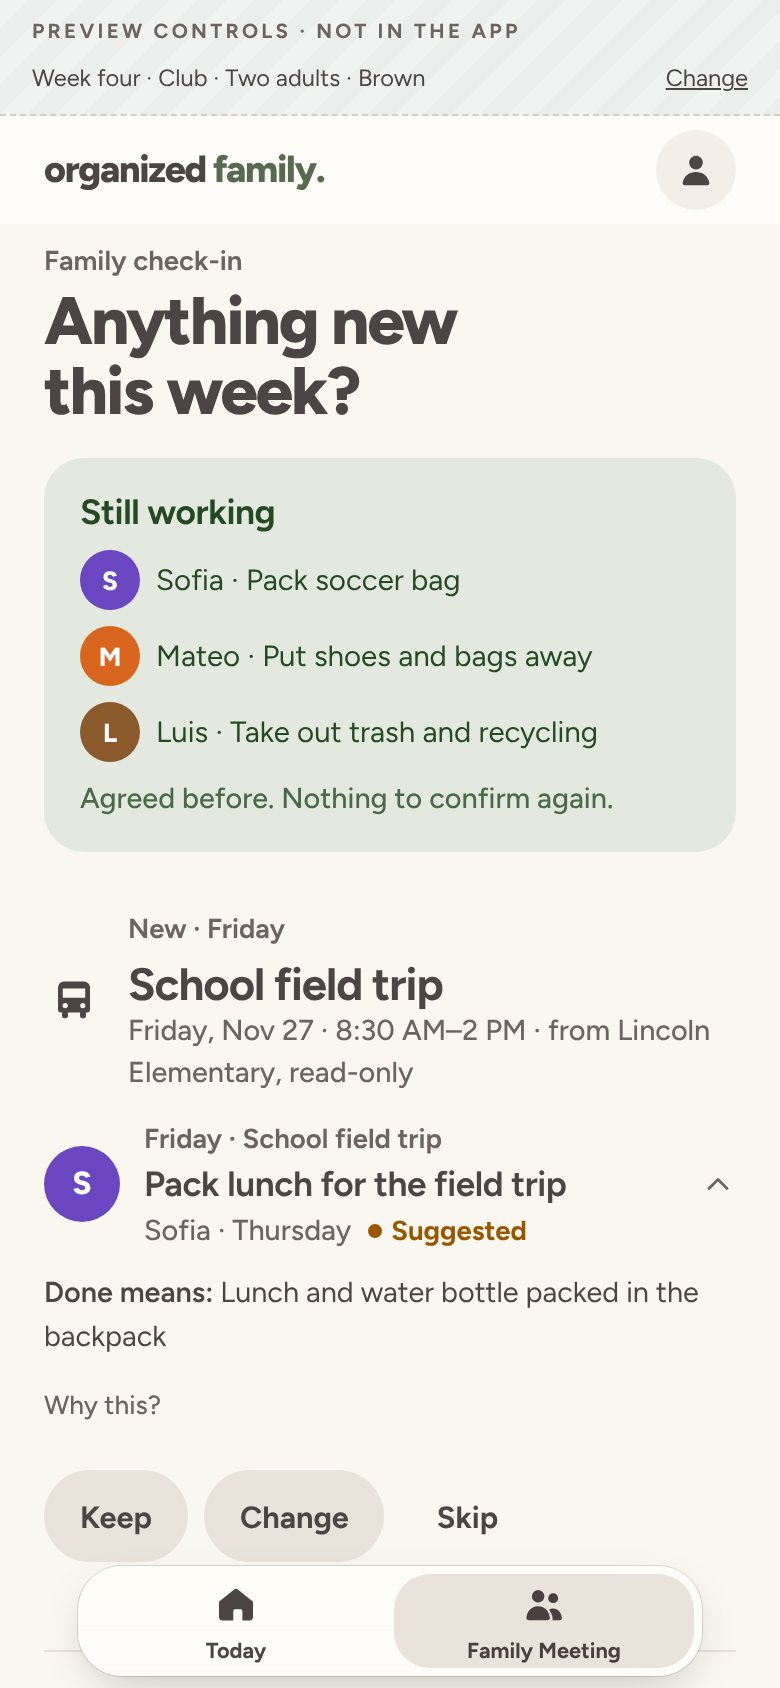 PREVIEW CONTROLS · NOT IN THE APP
Week four · Club · Two adults · Brown
Change
organized family.
Family check-in
Anything new
this week?
Still working
S
Sofia · Pack soccer bag
M
Mateo · Put shoes and bags away
L
Luis · Take out trash and recycling
Agreed before. Nothing to confirm again.
New · Friday
School field trip
Friday, Nov 27 · 8:30 AM–2 PM · from Lincoln
Elementary, read-only
Friday · School field trip
S
Pack lunch for the field trip
Sofia · Thursday
Suggested
Done means: Lunch and water bottle packed in the
backpack
Why this?
Keep
Change
Skip
Today
Family Meeting